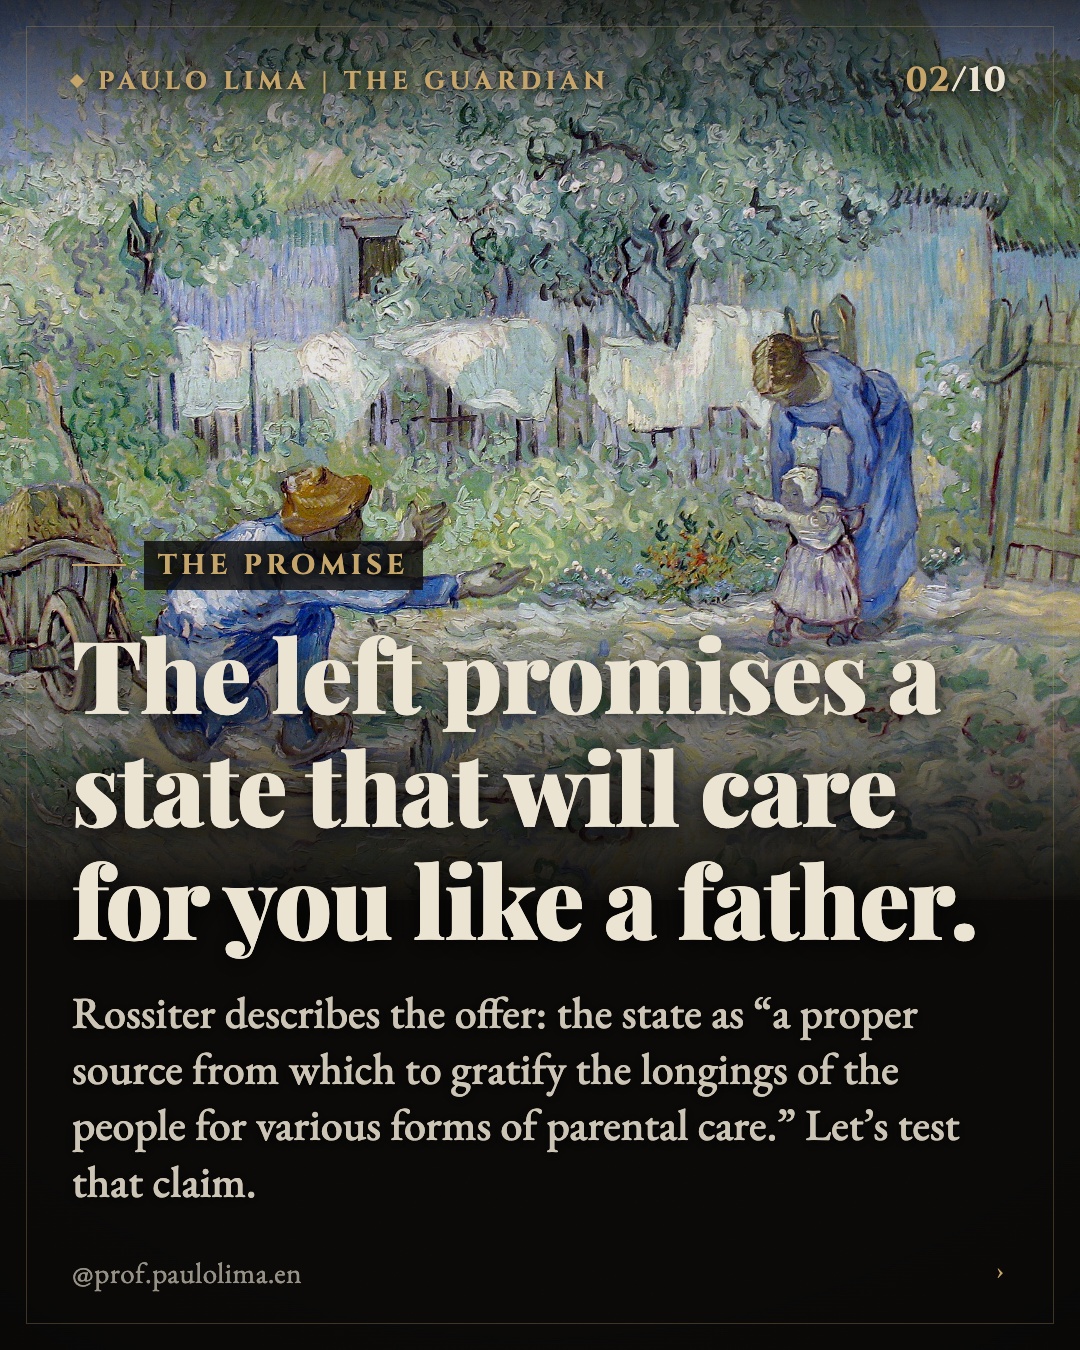 ◆ PAULO LIMA | THE GUARDIAN
02/10
THE PROMISE
The left promises a
state that will care
for you like a father.
Rossiter describes the offer: the state as “a proper
source from which to gratify the longings of the
people for various forms of parental care.” Let’s test
that claim.
@prof.paulolima.en
›